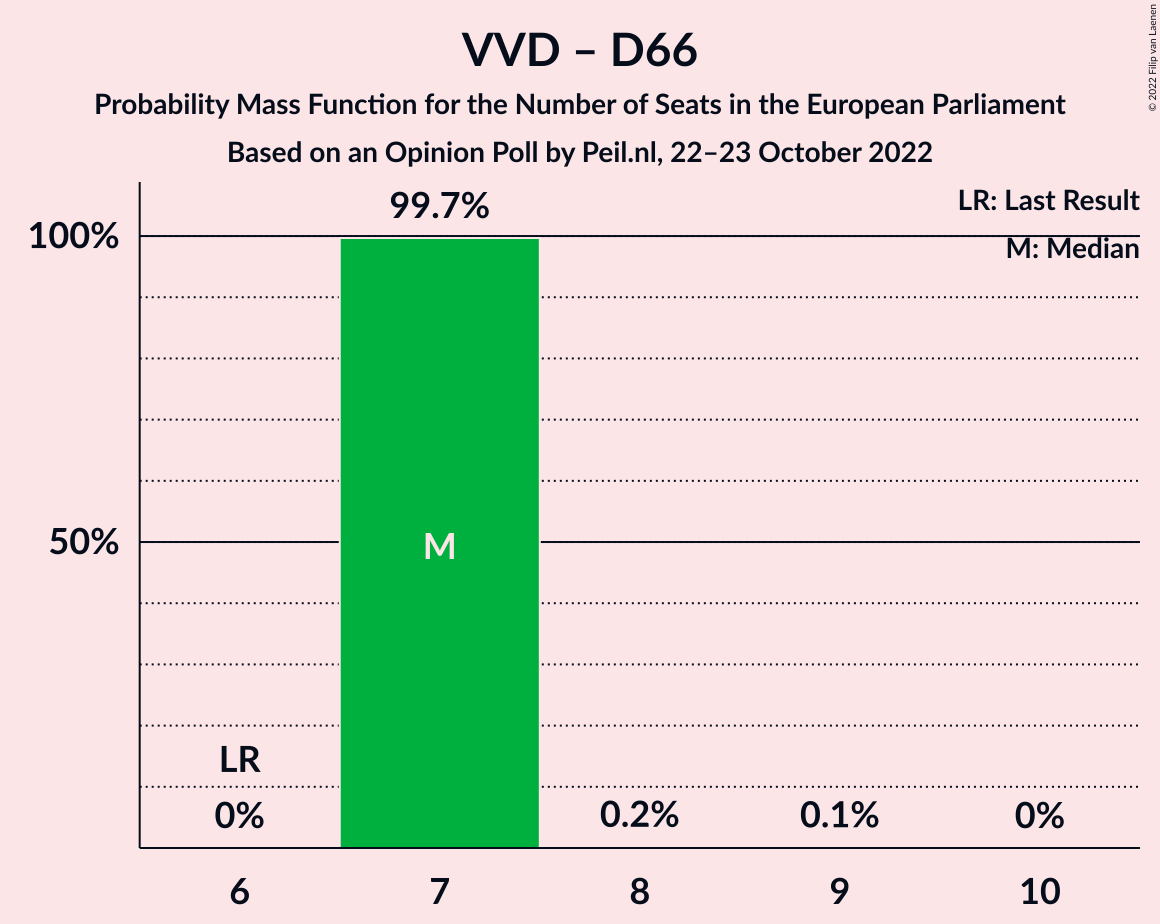 VVD – D66
Probability Mass Function for the Number of Seats in the European Parliament
Based on an Opinion Poll by Peil.nl, 22–23 October 2022
© 2022 Filip van Laenen
99.7%
LR: Last Result
M: Median
100%
50%
M
LR
0%
0.2%
0.1%
0%
6
7
8
9
10